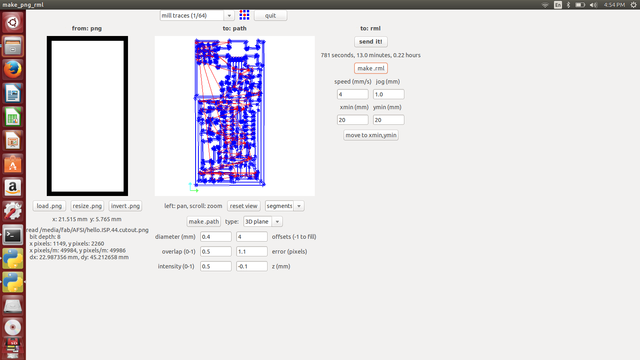 make_png_rml
En
4:54 PM
mill traces (1/64)
quit
from: png
to: path
to: rml
send it!
781 seconds, 13.0 minutes, 0.22 hours
make .rml
speed (mm/s) jog (mm)
4 1.0
xmin (mm) ymin (mm)
20 20
move to xmin,ymin
load .png resize .png invert .png
left: pan, scroll: zoom reset view segments
x: 21.515 mm y: 5.765 mm
make .path type: 3D plane
read /media/fab/AFSI/hello.ISP.44.cutout.png
bit depth: 8
x pixels: 1149, y pixels: 2260
x pixels/m: 49984, y pixels/m: 49986
dx: 22.987356 mm, dy: 45.212658 mm
diameter (mm) 0.4 4 offsets (-1 to fill)
overlap (0-1) 0.5 1.1 error (pixels)
intensity (0-1) 0.5 -0.1 z (mm)